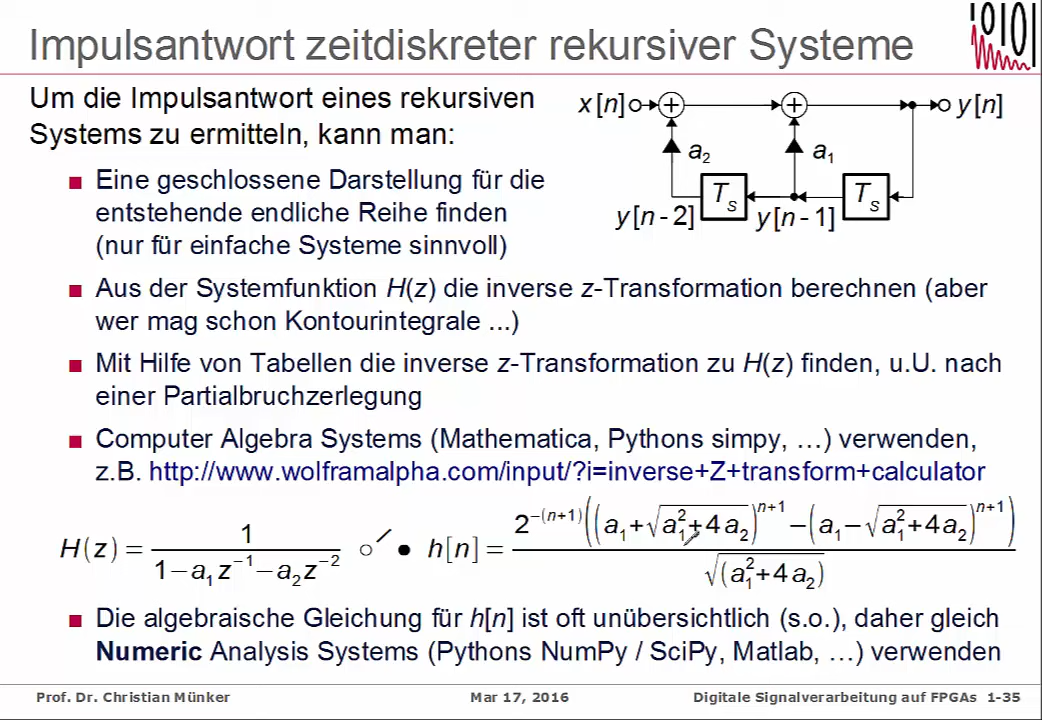 Impulsantwort zeitdiskreter rekursiver Systeme
Um die Impulsantwort eines rekursiven
Systems zu ermitteln, kann man:
x[n] + + y[n]
a₂ a₁
Tₛ Tₛ
y[n-2] y[n-1]
■ Eine geschlossene Darstellung für die
entstehende endliche Reihe finden
(nur für einfache Systeme sinnvoll)
■ Aus der Systemfunktion H(z) die inverse z-Transformation berechnen (aber
wer mag schon Kontourintegrale ...)
■ Mit Hilfe von Tabellen die inverse z-Transformation zu H(z) finden, u.U. nach
einer Partialbruchzerlegung
■ Computer Algebra Systems (Mathematica, Pythons simpy, ...) verwenden,
z.B. http://www.wolframalpha.com/input/?i=inverse+Z+transform+calculator
H(z) = 1 / (1−a₁z⁻¹−a₂z⁻²) ○⁄● h[n] = 2^(−(n+1)) ((a₁+√(a₁²+4a₂))^(n+1) − (a₁−√(a₁²+4a₂))^(n+1)) / √(a₁²+4a₂)
■ Die algebraische Gleichung für h[n] ist oft unübersichtlich (s.o.), daher gleich
Numeric Analysis Systems (Pythons NumPy / SciPy, Matlab, ...) verwenden
Prof. Dr. Christian Münker Mar 17, 2016 Digitale Signalverarbeitung auf FPGAs 1-35